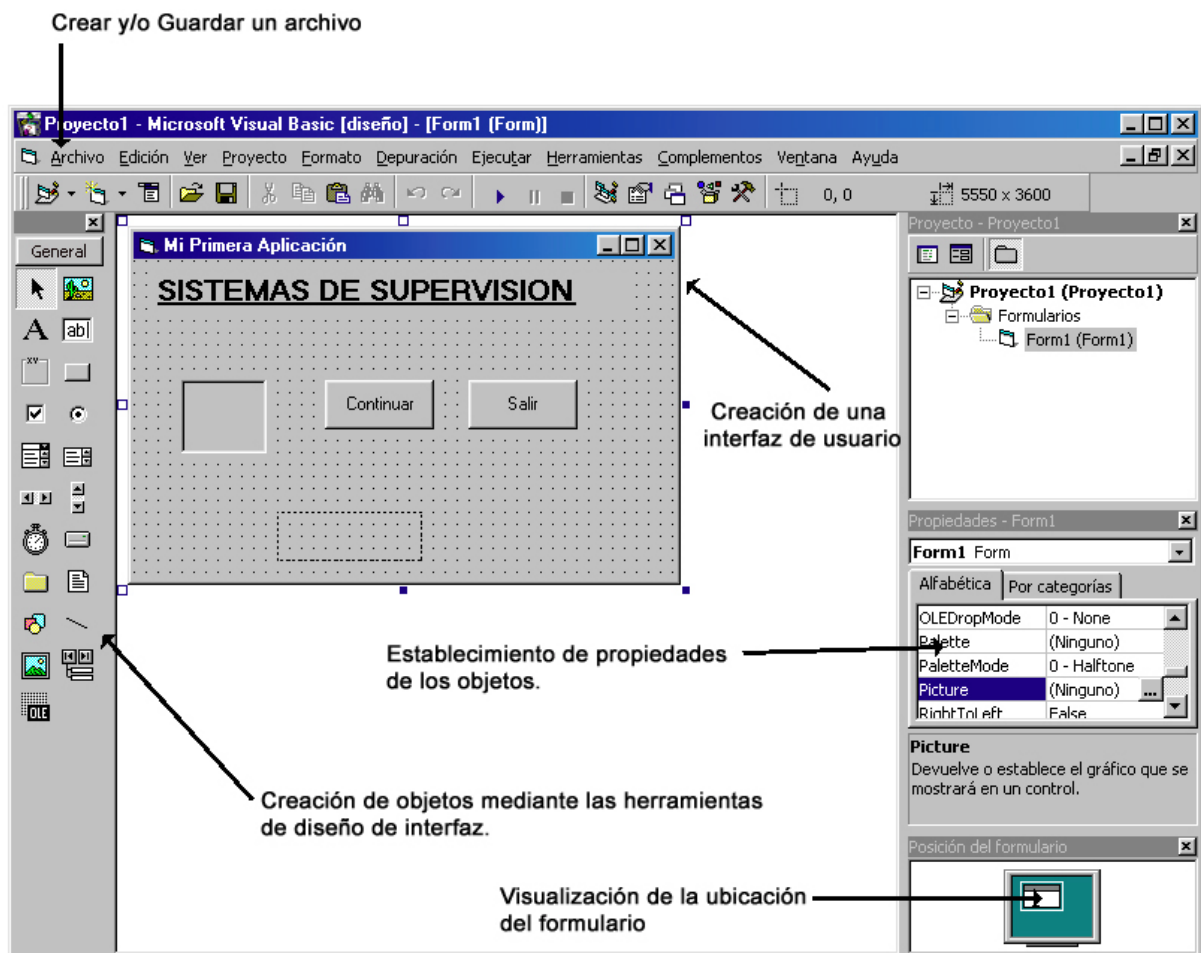 Crear y/o Guardar un archivo
Proyecto1 - Microsoft Visual Basic [diseño] - [Form1 (Form)]
Archivo Edición Ver Proyecto Formato Depuración Ejecutar Herramientas Complementos Ventana Ayuda
0, 0 5550 x 3600
General
A
ab
xv
OLE
Mi Primera Aplicación
SISTEMAS DE SUPERVISION
Continuar Salir
Creación de una
interfaz de usuario
Establecimiento de propiedades
de los objetos.
Creación de objetos mediante las herramientas
de diseño de interfaz.
Visualización de la ubicación
del formulario
Proyecto - Proyecto1
Proyecto1 (Proyecto1)
Formularios
Form1 (Form1)
Propiedades - Form1
Form1 Form
Alfabética Por categorías
OLEDropMode 0 - None
Palette (Ninguno)
PaletteMode 0 - Halftone
Picture (Ninguno) ...
RightToLeft False
Picture
Devuelve o establece el gráfico que se
mostrará en un control.
Posición del formulario